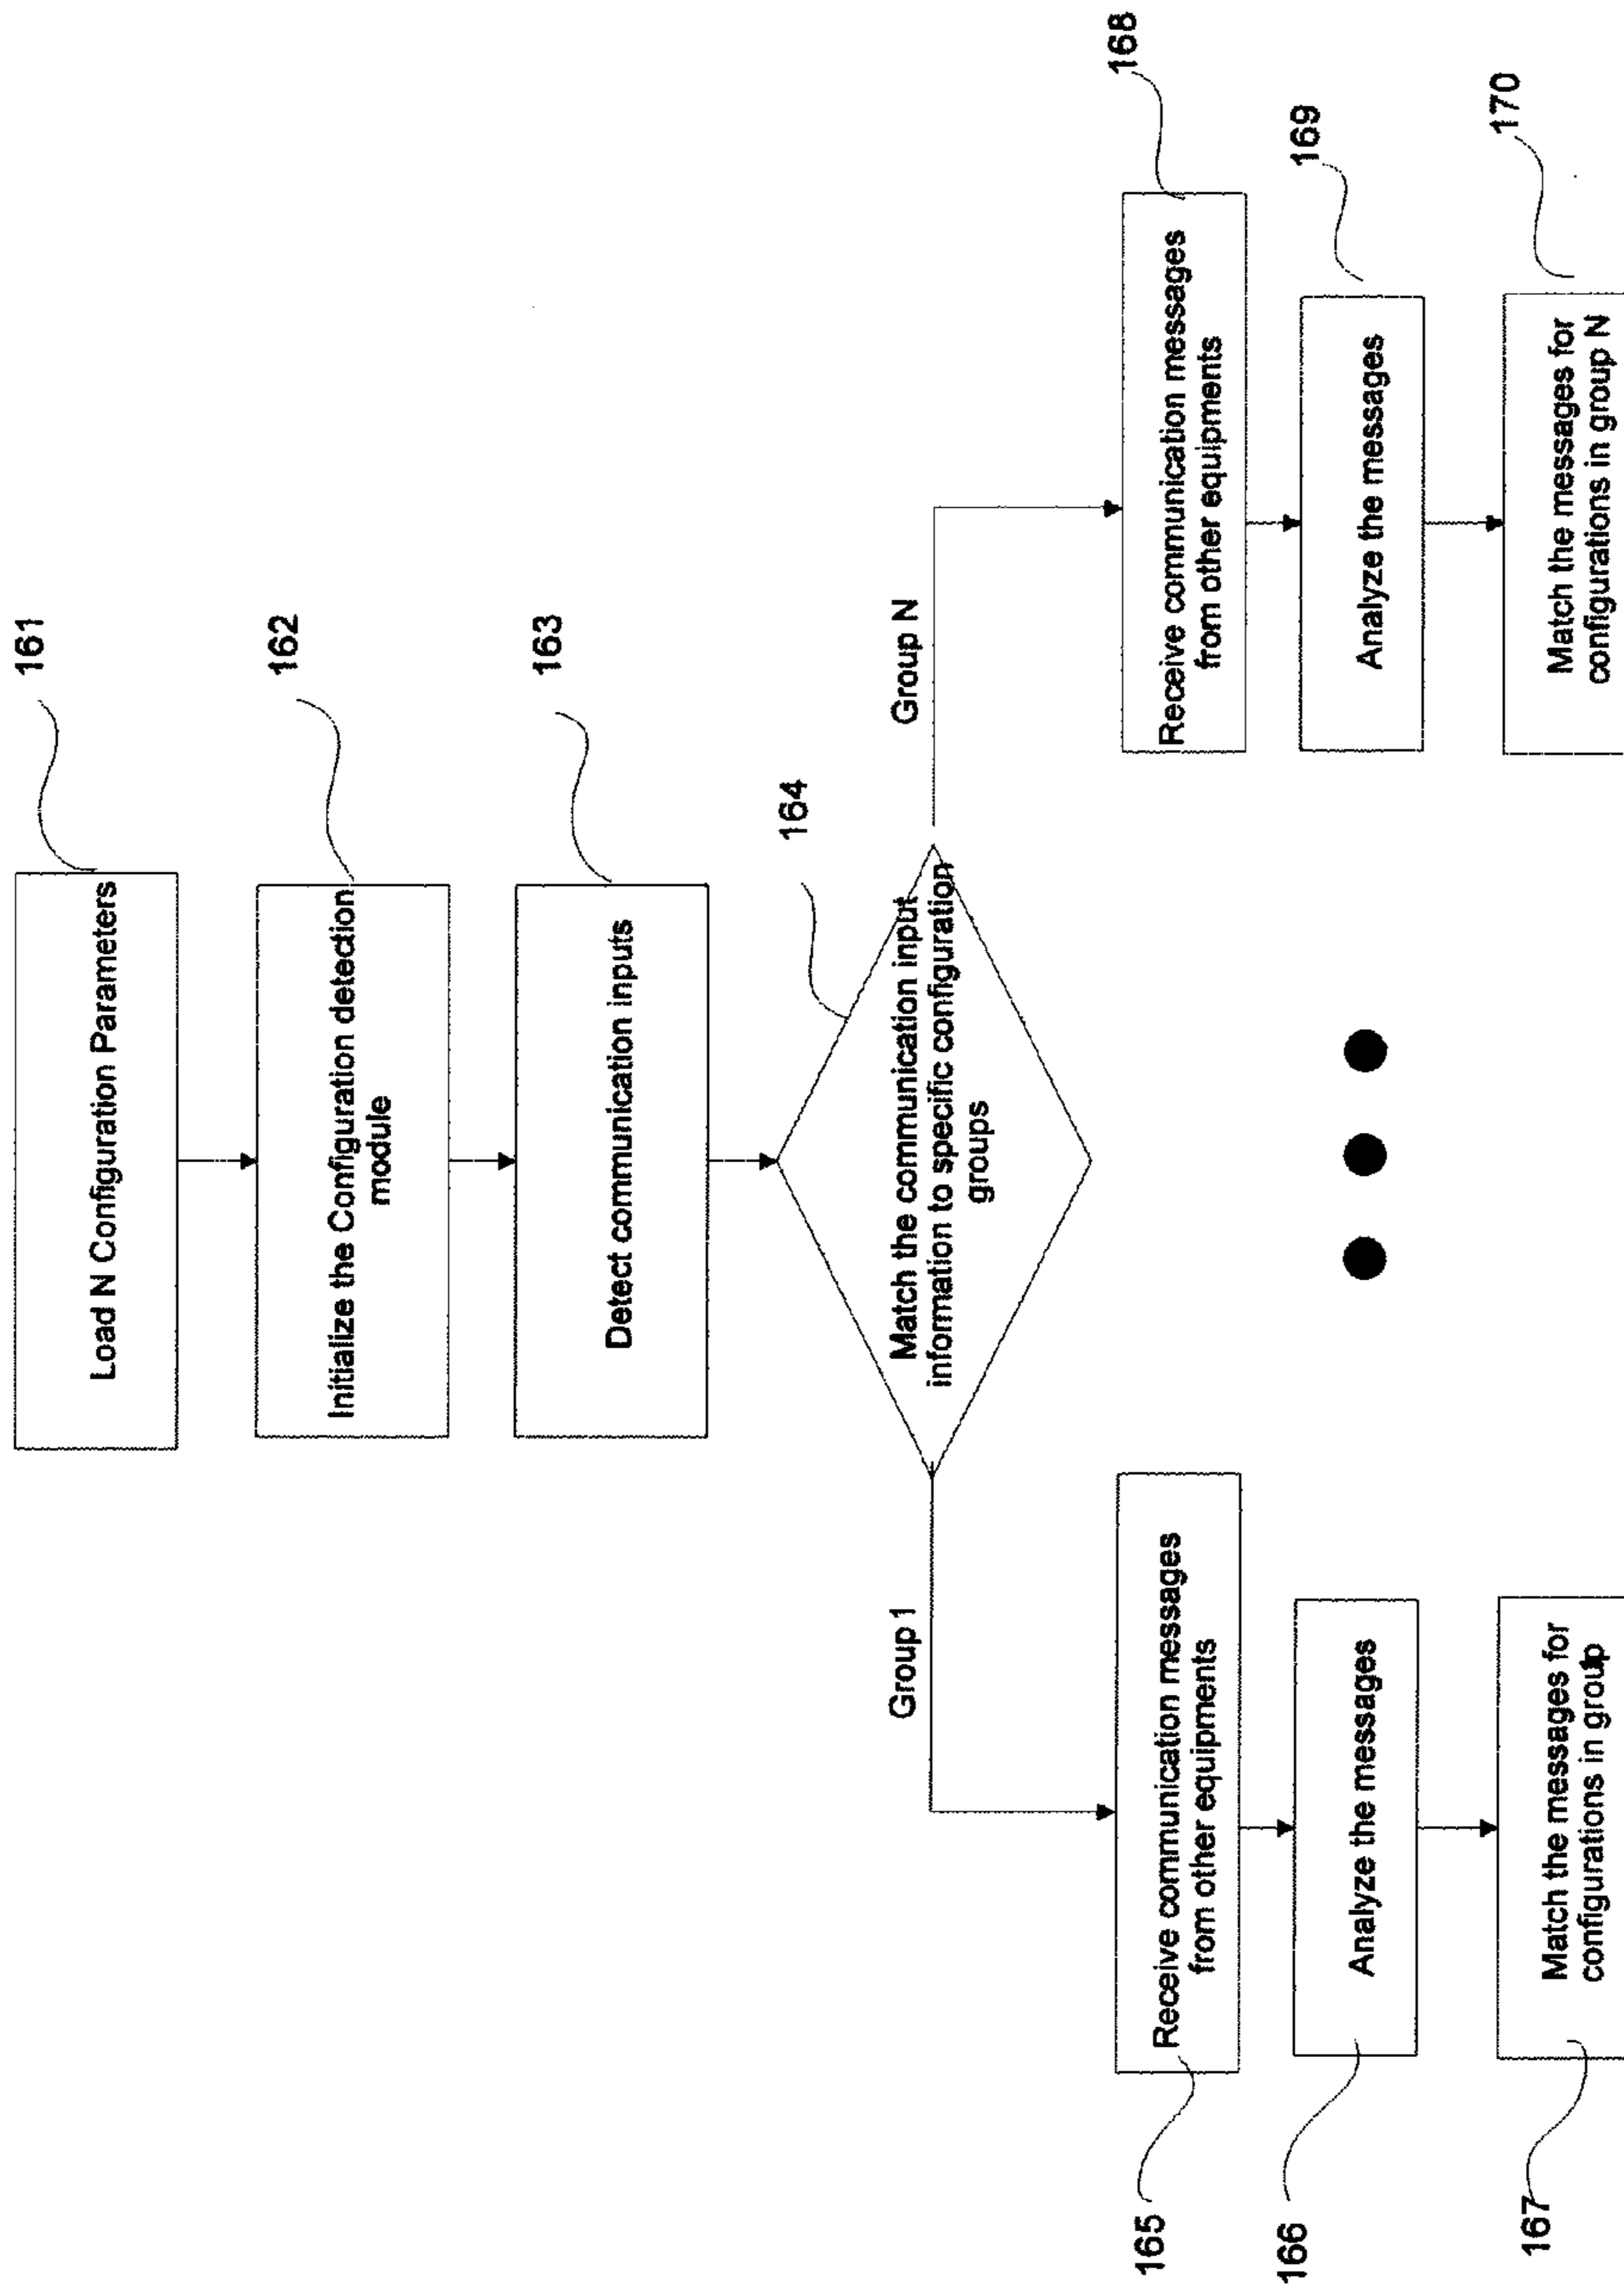 161
Load N Configuration Parameters
162
Initialize the Configuration detection
module
163
Detect communication inputs
164
Match the communication input
information to specific configuration
groups
Group 1
Group N
165
Receive communication messages
from other equipments
166
Analyze the messages
167
Match the messages for
configurations in group
168
Receive communication messages
from other equipments
169
Analyze the messages
170
Match the messages for
configurations in group N